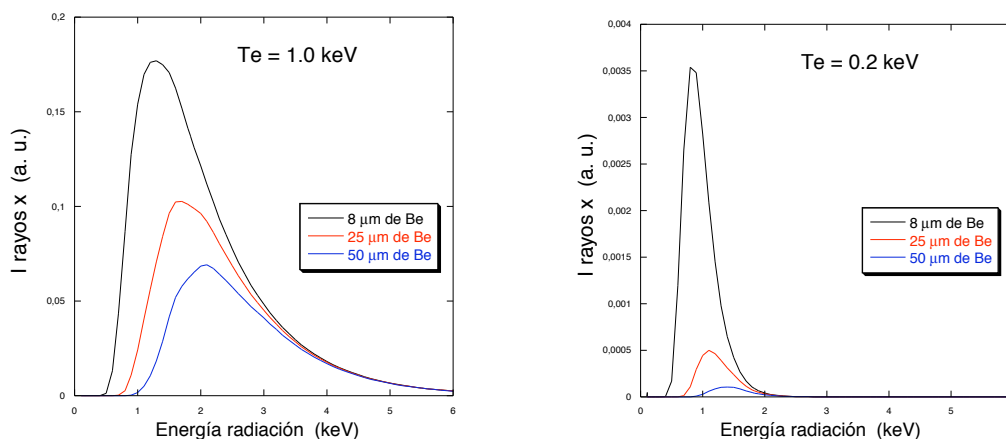 0,2
0,15
0,1
0,05
0
0 1 2 3 4 5 6
Te = 1.0 keV
8 μm de Be
25 μm de Be
50 μm de Be
I rayos x (a. u.)
Energía radiación (keV)
0,004
0,0035
0,003
0,0025
0,002
0,0015
0,001
0,0005
0
0 1 2 3 4 5
Te = 0.2 keV
8 μm de Be
25 μm de Be
50 μm de Be
I rayos x (a. u.)
Energía radiación (keV)